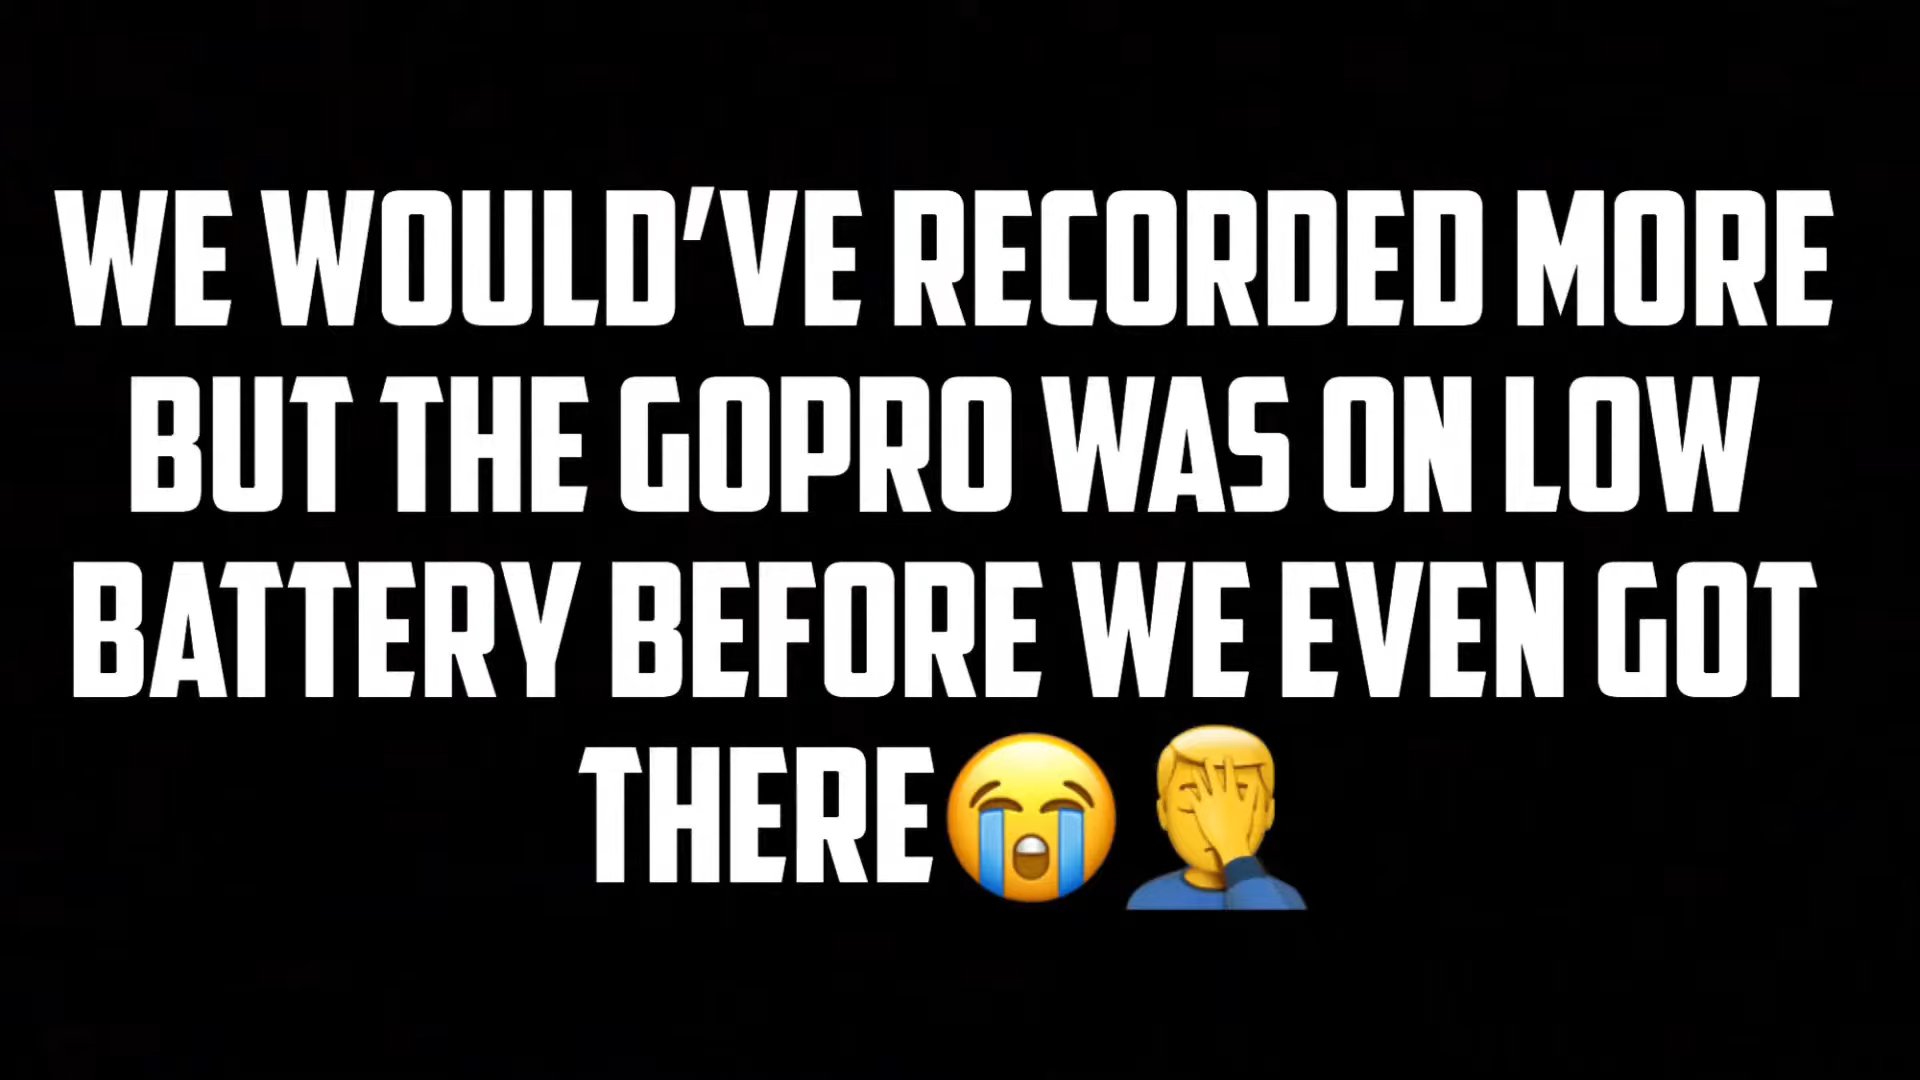 WE WOULD'VE RECORDED MORE
BUT THE GOPRO WAS ON LOW
BATTERY BEFORE WE EVEN GOT
THERE😭🤦‍♂️